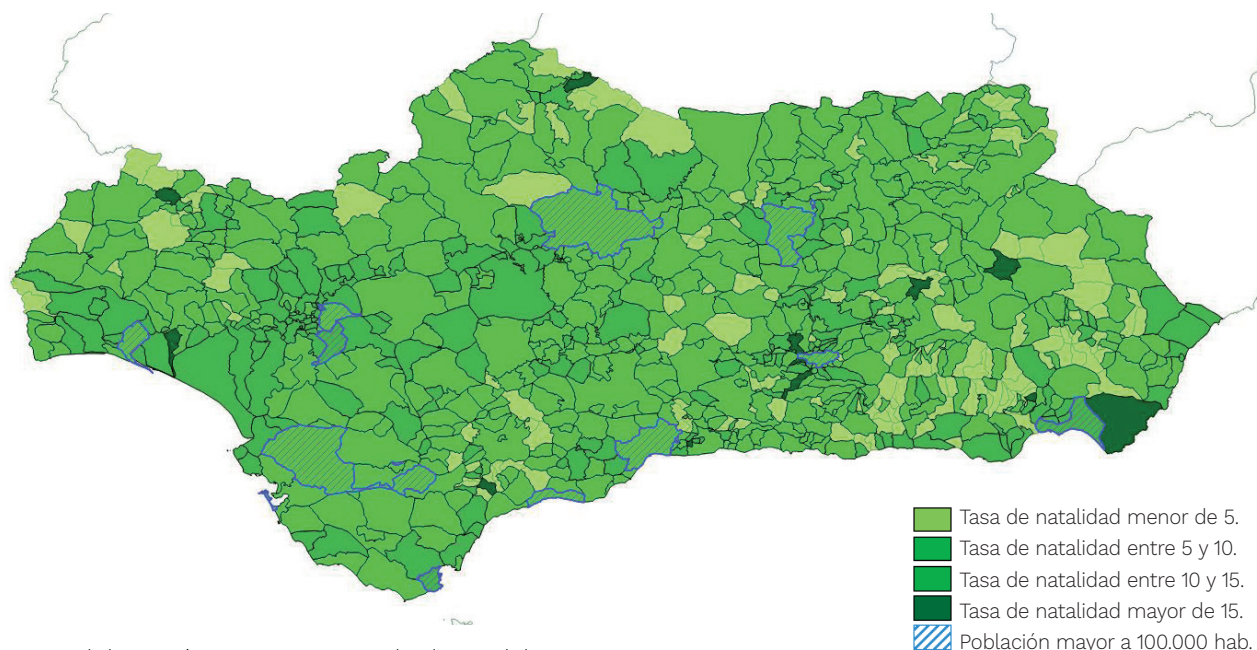 Tasa de natalidad menor de 5.
Tasa de natalidad entre 5 y 10.
Tasa de natalidad entre 10 y 15.
Tasa de natalidad mayor de 15.
Población mayor a 100.000 hab.